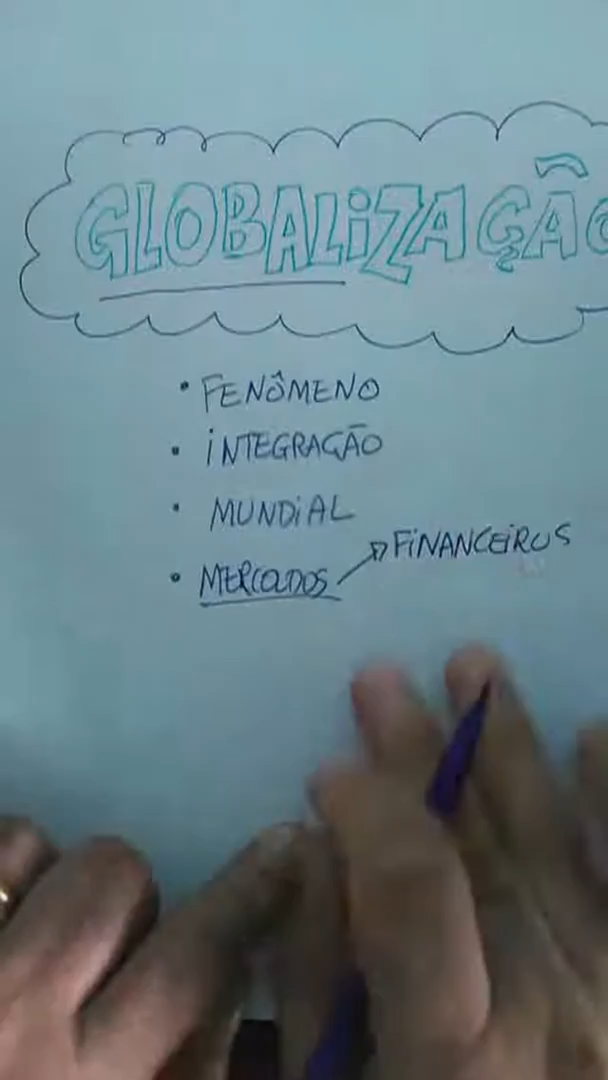 GLOBALiZAÇÃO
• FENÔMENO
• iNTEGRAÇÃO
• MUNDiAL
• MERCADOS → FiNANCEiROS